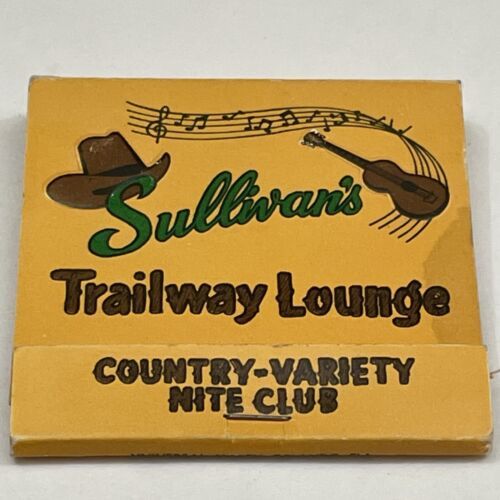 Sullivan's
Trailway Lounge
COUNTRY-VARIETY
NITE CLUB